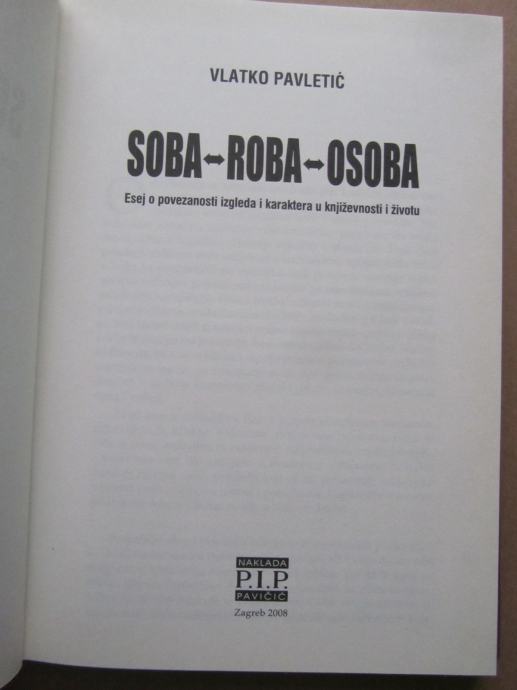 VLATKO PAVLETIĆ
SOBA⬌ROBA⬌OSOBA
Esej o povezanosti izgleda i karaktera u književnosti i životu
NAKLADA
P.I.P.
PAVIČIĆ
Zagreb 2008